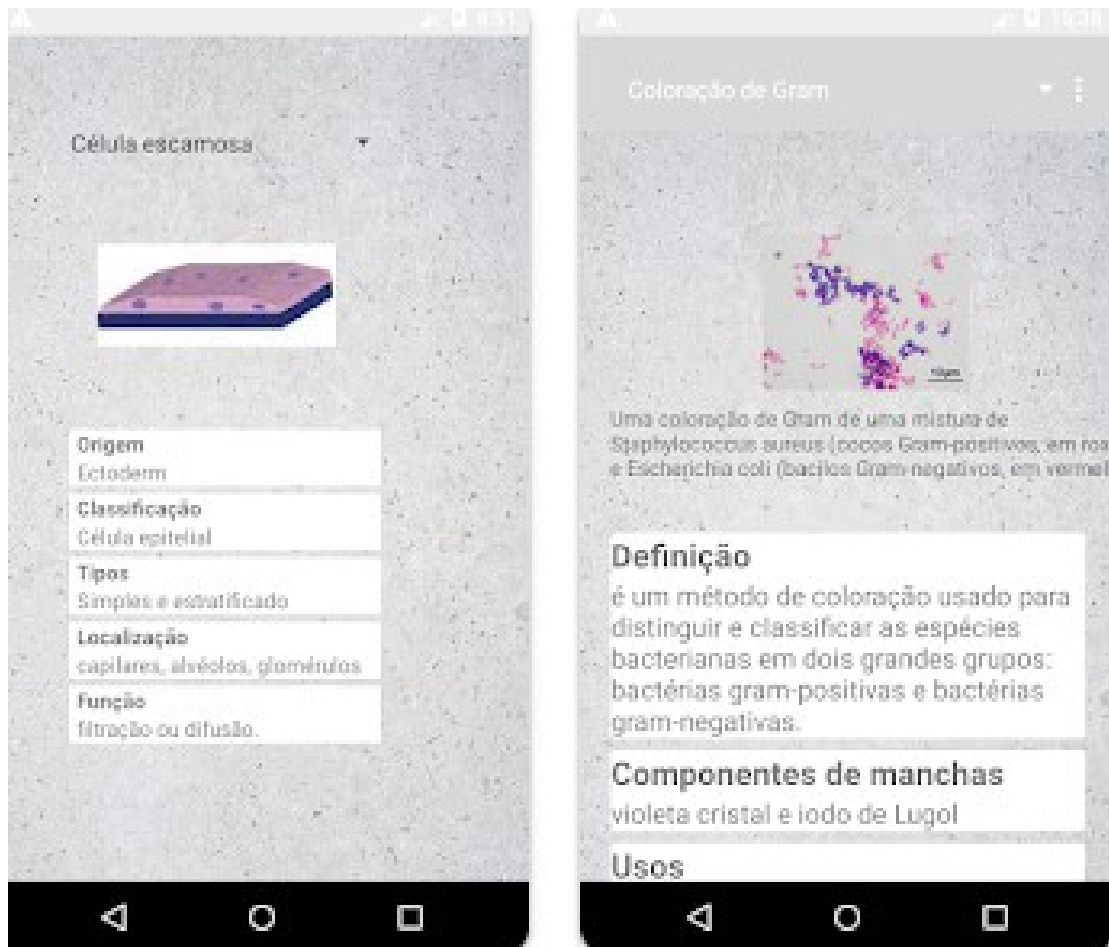 4:51
Célula escamosa
Origem
Ectoderm
Classificação
Célula epitelial
Tipos
Simples e estratificado
Localização
capilares, alvéolos, glomérulos
Função
filtração ou difusão.
Coloração de Gram
10µm
Uma coloração de Gram de uma mistura de
Staphylococcus aureus (cocos Gram-positivos, em
e Escherichia coli (bacilos Gram-negativos, em
Definição
é um método de coloração usado para
distinguir e classificar as espécies
bacterianas em dois grandes grupos:
bactérias gram-positivas e bactérias
gram-negativas.
Componentes de manchas
violeta cristal e iodo de Lugol
Usos